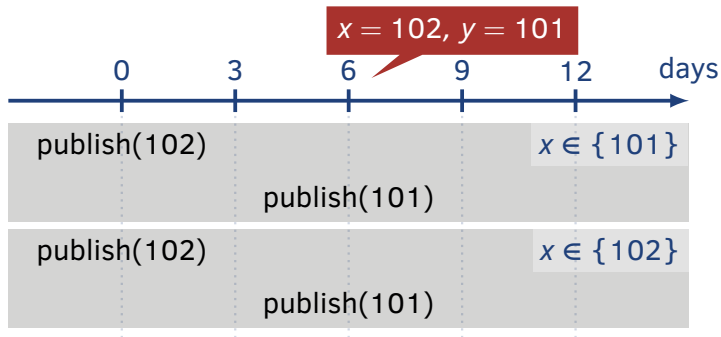 x = 102, y = 101
0 3 6 9 12 days
publish(102) x ∈ {101}
publish(101)
publish(102) x ∈ {102}
publish(101)